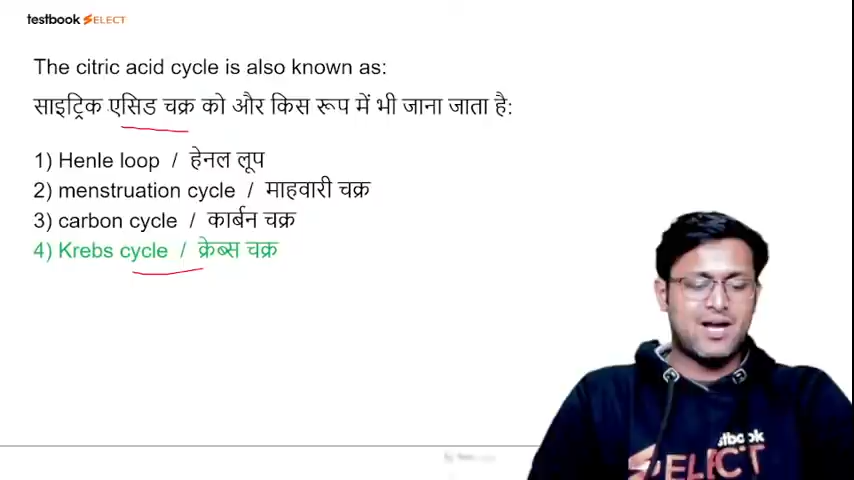 testbook SELECT
The citric acid cycle is also known as:
साइट्रिक एसिड चक्र को और किस रूप में भी जाना जाता है:
1) Henle loop / हेनल लूप
2) menstruation cycle / माहवारी चक्र
3) carbon cycle / कार्बन चक्र
4) Krebs cycle / क्रेब्स चक्र
SELECT